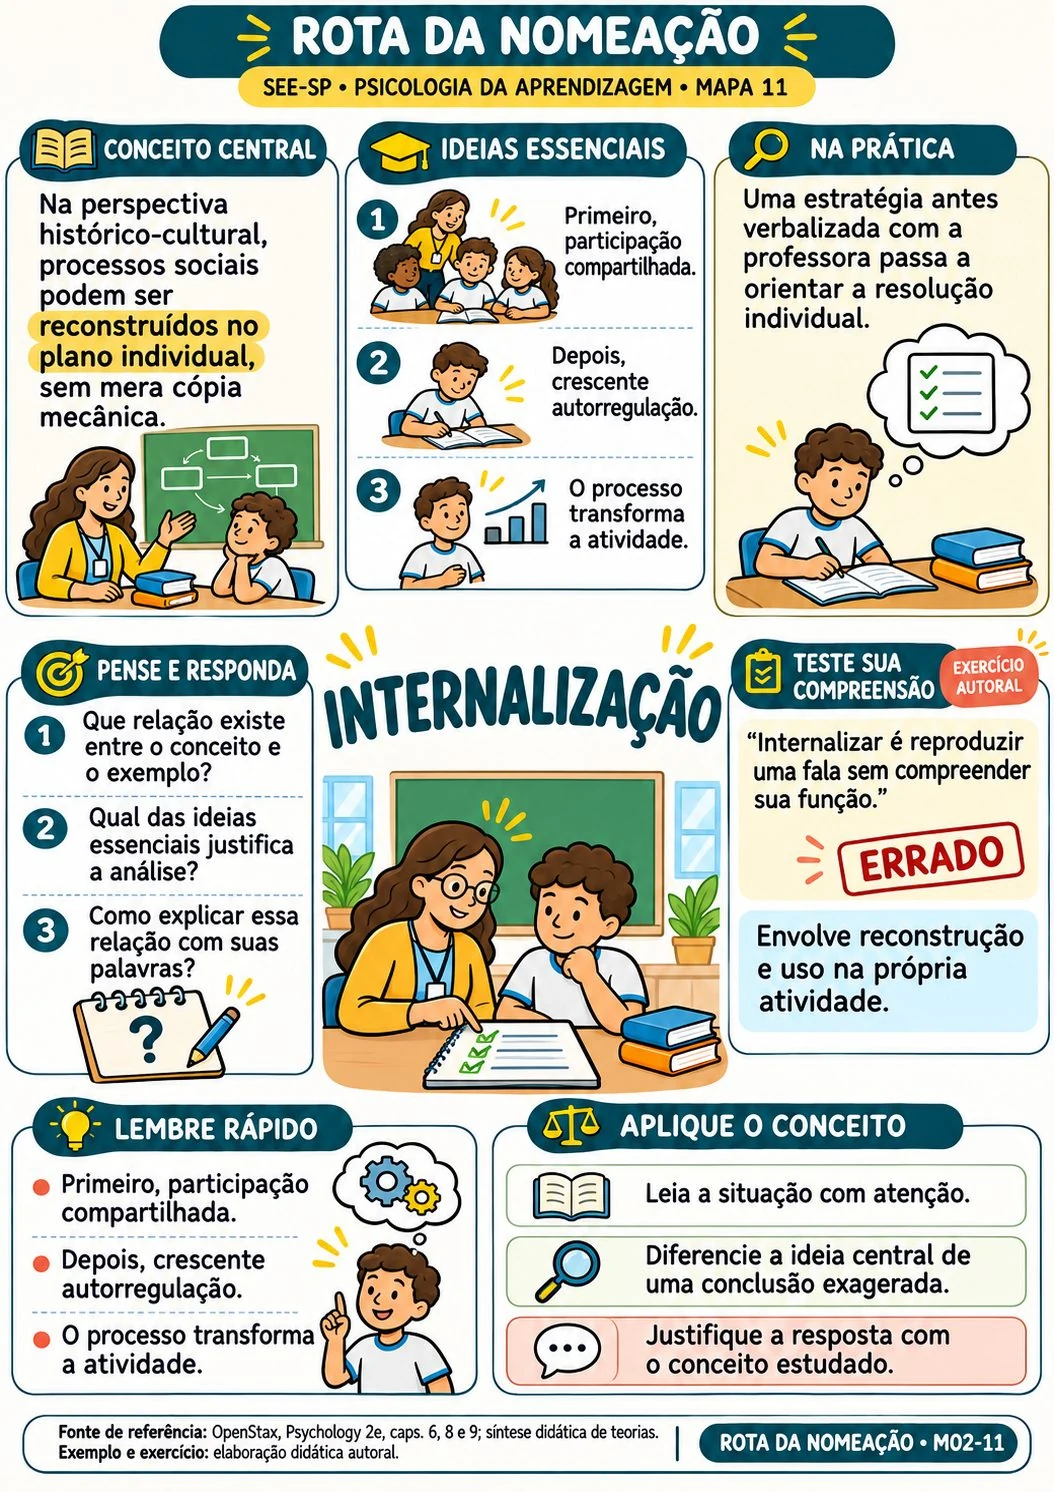 ROTA DA NOMEAÇÃO
SEE-SP • PSICOLOGIA DA APRENDIZAGEM • MAPA 11
CONCEITO CENTRAL
Na perspectiva
histórico-cultural,
processos sociais
podem ser
reconstruídos no
plano individual,
sem mera cópia
mecânica.
IDEIAS ESSENCIAIS
1
Primeiro,
participação
compartilhada.
2
Depois,
crescente
autorregulação.
3
O processo
transforma
a atividade.
NA PRÁTICA
Uma estratégia antes
verbalizada com a
professora passa a
orientar a resolução
individual.
PENSE E RESPONDA
1
Que relação existe
entre o conceito e
o exemplo?
2
Qual das ideias
essenciais justifica
a análise?
3
Como explicar essa
relação com suas
palavras?
?
INTERNALIZAÇÃO
TESTE SUA
COMPREENSÃO
EXERCÍCIO
AUTORAL
“Internalizar é reproduzir
uma fala sem compreender
sua função.”
ERRADO
Envolve reconstrução
e uso na própria
atividade.
LEMBRE RÁPIDO
Primeiro, participação
compartilhada.
Depois, crescente
autorregulação.
O processo transforma
a atividade.
APLIQUE O CONCEITO
Leia a situação com atenção.
Diferencie a ideia central de
uma conclusão exagerada.
Justifique a resposta com
o conceito estudado.
Fonte de referência: OpenStax, Psychology 2e, caps. 6, 8 e 9; síntese didática de teorias.
Exemplo e exercício: elaboração didática autoral.
ROTA DA NOMEAÇÃO • M02-11